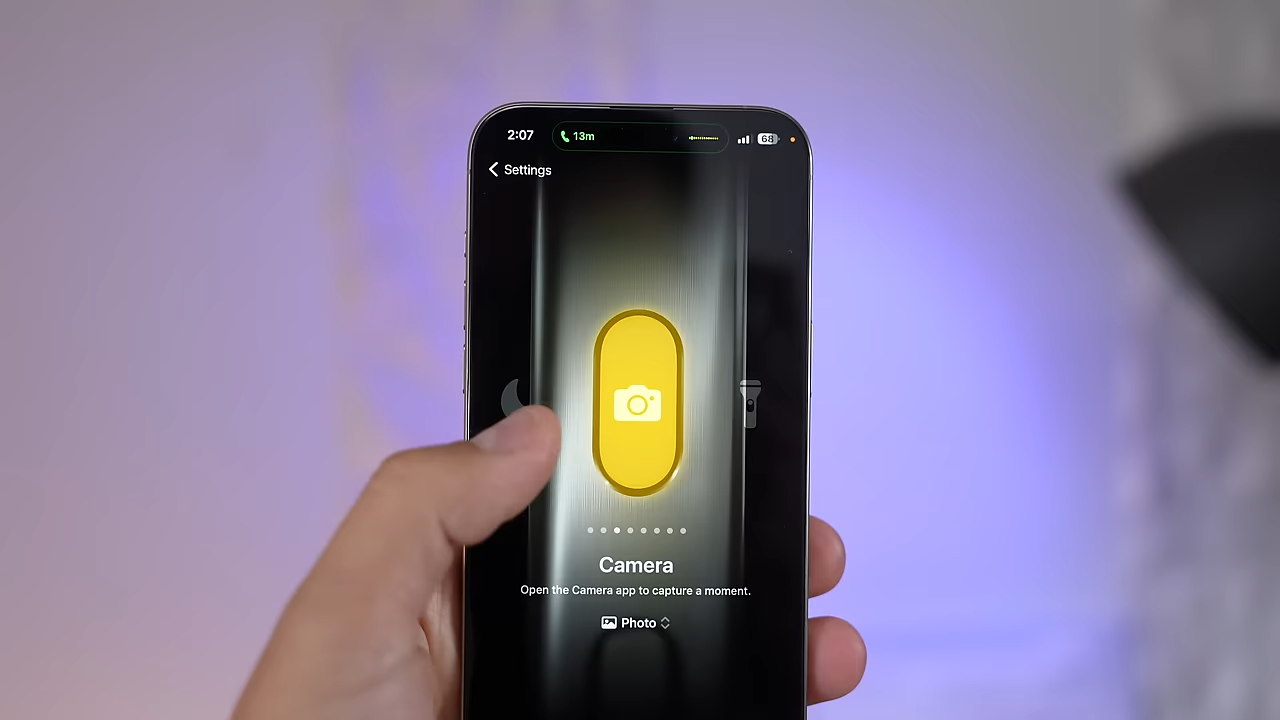 2:07
13m
68
Settings
Camera
Open the Camera app to capture a moment.
Photo